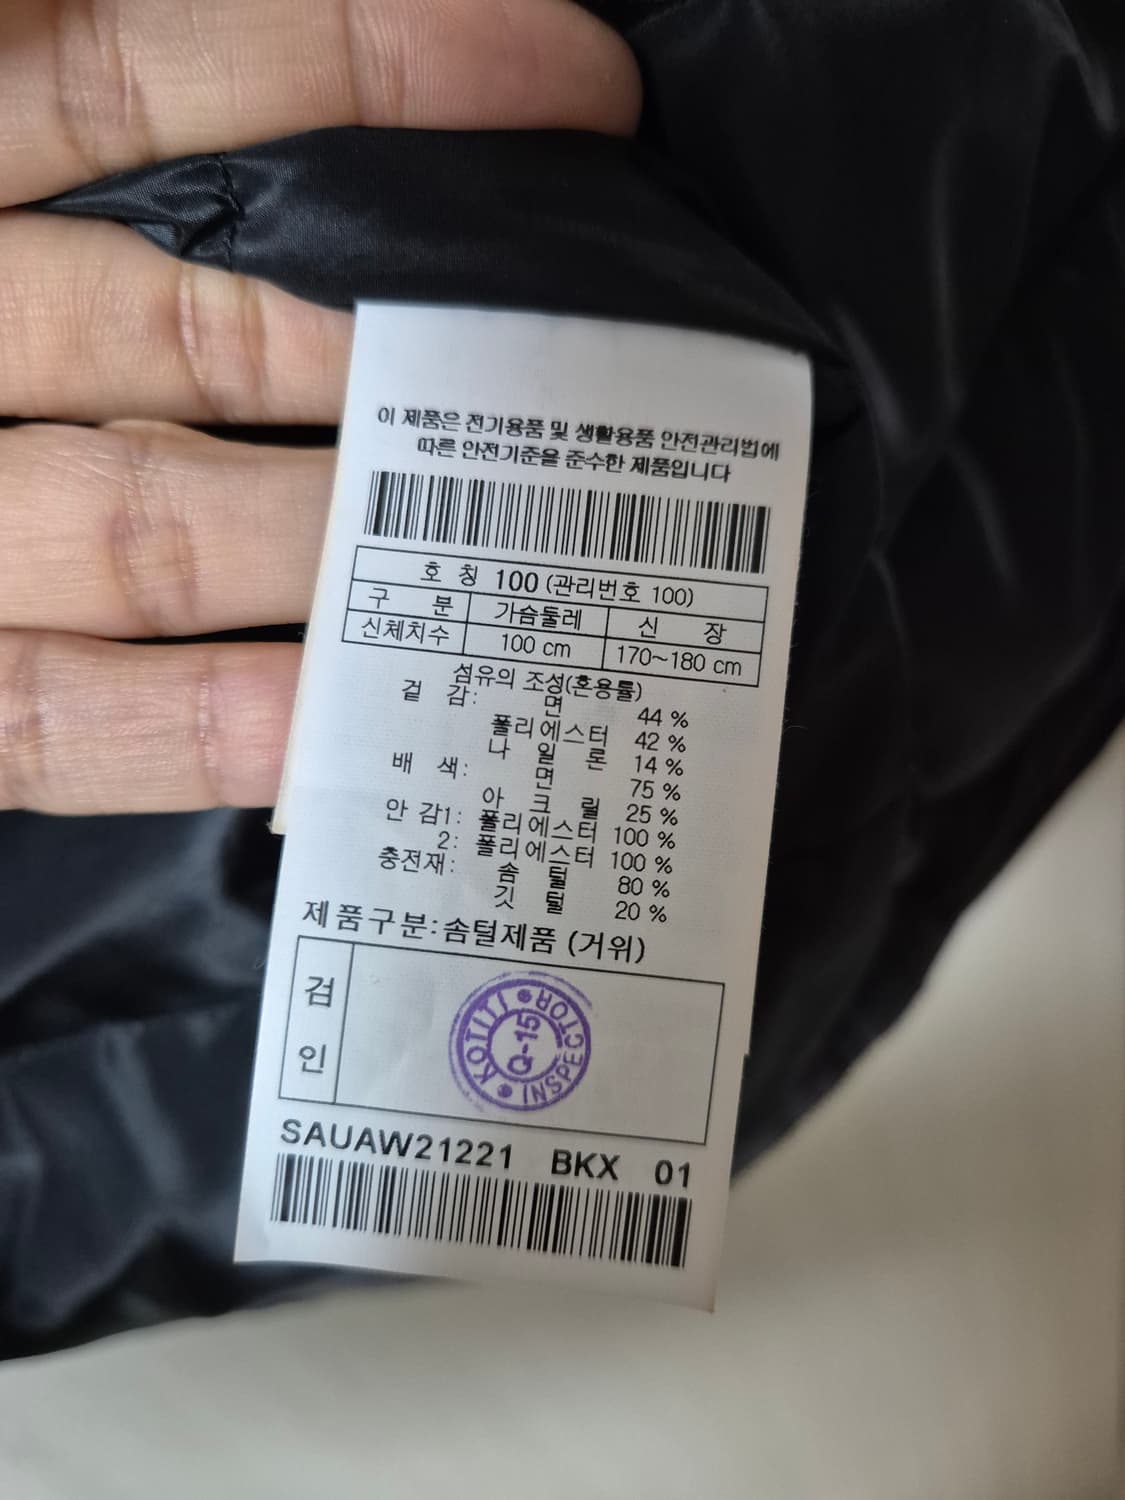 이 제품은 전기용품 및 생활용품 안전관리법에
따른 안전기준을 준수한 제품입니다
호 칭 100 (관리번호 100)
구 분 가슴둘레 신 장
신체치수 100 cm 170~180 cm
섬유의 조성(혼용률)
겉 감: 면 44 %
폴리에스터 42 %
나 일 론 14 %
배 색: 면 75 %
아 크 릴 25 %
안 감1: 폴리에스터 100 %
2: 폴리에스터 100 %
충전재: 솜 털 80 %
깃 털 20 %
제품구분:솜털제품 (거위)
검
인
KOTITI • INSPECTOR •
Q-15
SAUAW21221 BKX 01